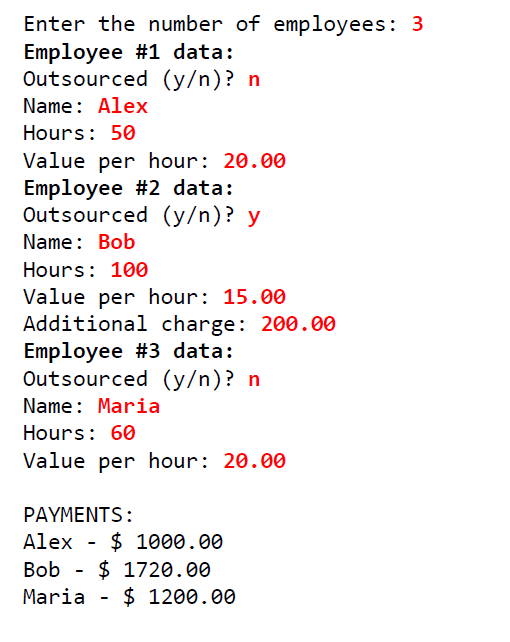 Enter the number of employees: 3
Employee #1 data:
Outsourced (y/n)? n
Name: Alex
Hours: 50
Value per hour: 20.00
Employee #2 data:
Outsourced (y/n)? y
Name: Bob
Hours: 100
Value per hour: 15.00
Additional charge: 200.00
Employee #3 data:
Outsourced (y/n)? n
Name: Maria
Hours: 60
Value per hour: 20.00
PAYMENTS:
Alex - $ 1000.00
Bob - $ 1720.00
Maria - $ 1200.00